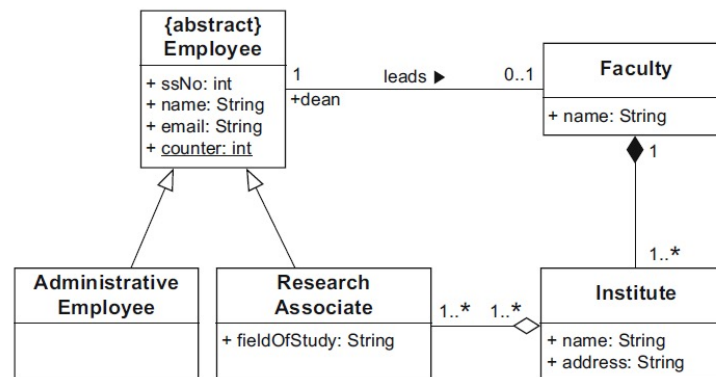 {abstract}
Employee
+ ssNo: int
+ name: String
+ email: String
+ counter: int
1
+dean
leads ▶
0..1
Faculty
+ name: String
1
1..*
Administrative
Employee
Research
Associate
+ fieldOfStudy: String
1..*
1..*
Institute
+ name: String
+ address: String